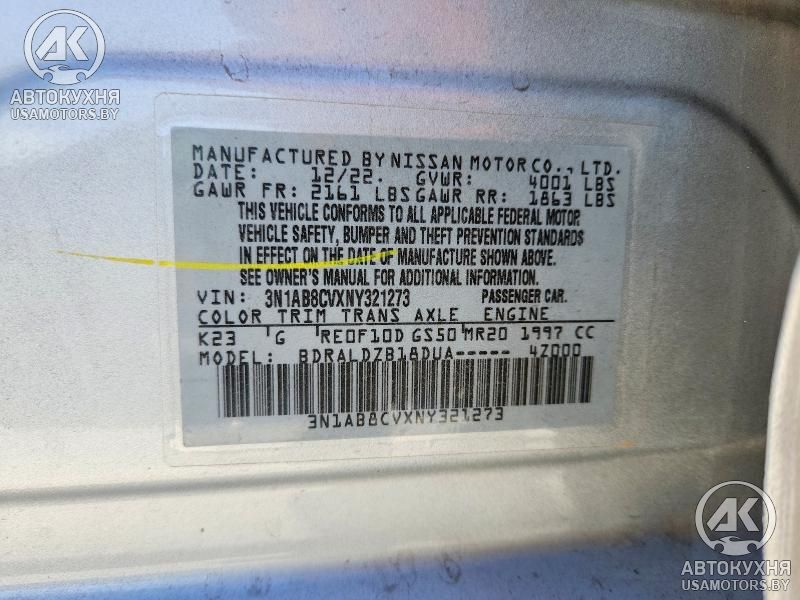 AK
АВТОКУХНЯ
USAMOTORS.BY
MANUFACTURED BY NISSAN MOTOR CO., LTD.
DATE: 12/22. GVWR: 4001 LBS
GAWR FR: 2161 LBS GAWR RR: 1863 LBS
THIS VEHICLE CONFORMS TO ALL APPLICABLE FEDERAL MOTOR
VEHICLE SAFETY, BUMPER AND THEFT PREVENTION STANDARDS
IN EFFECT ON THE DATE OF MANUFACTURE SHOWN ABOVE.
SEE OWNER'S MANUAL FOR ADDITIONAL INFORMATION.
VIN: 3N1AB8CVXNY321273 PASSENGER CAR.
COLOR TRIM TRANS AXLE ENGINE
K23 G RE0F10D GS50 MR20 1997 CC
MODEL: BDRALDZB18DUA----- 4Z000
3N1AB8CVXNY321273
AK
АВТОКУХНЯ
USAMOTORS.BY